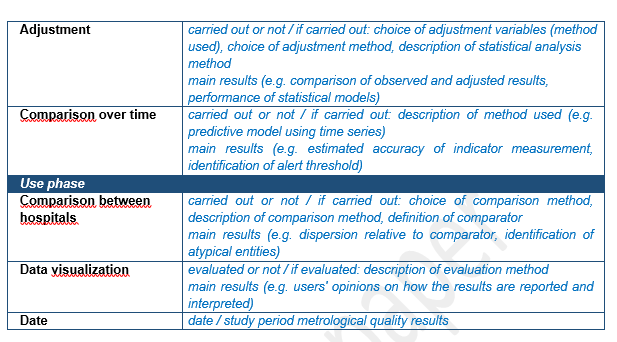 Adjustment
carried out or not / if carried out: choice of adjustment variables (method
used), choice of adjustment method, description of statistical analysis
method
main results (e.g. comparison of observed and adjusted results,
performance of statistical models)
Comparison over time
carried out or not / if carried out: description of method used (e.g.
predictive model using time series)
main results (e.g. estimated accuracy of indicator measurement,
identification of alert threshold)
Use phase
Comparison between
hospitals
carried out or not / if carried out: choice of comparison method,
description of comparison method, definition of comparator
main results (e.g. dispersion relative to comparator, identification of
atypical entities)
Data visualization
evaluated or not / if evaluated: description of evaluation method
main results (e.g. users' opinions on how the results are reported and
interpreted)
Date
date / study period metrological quality results